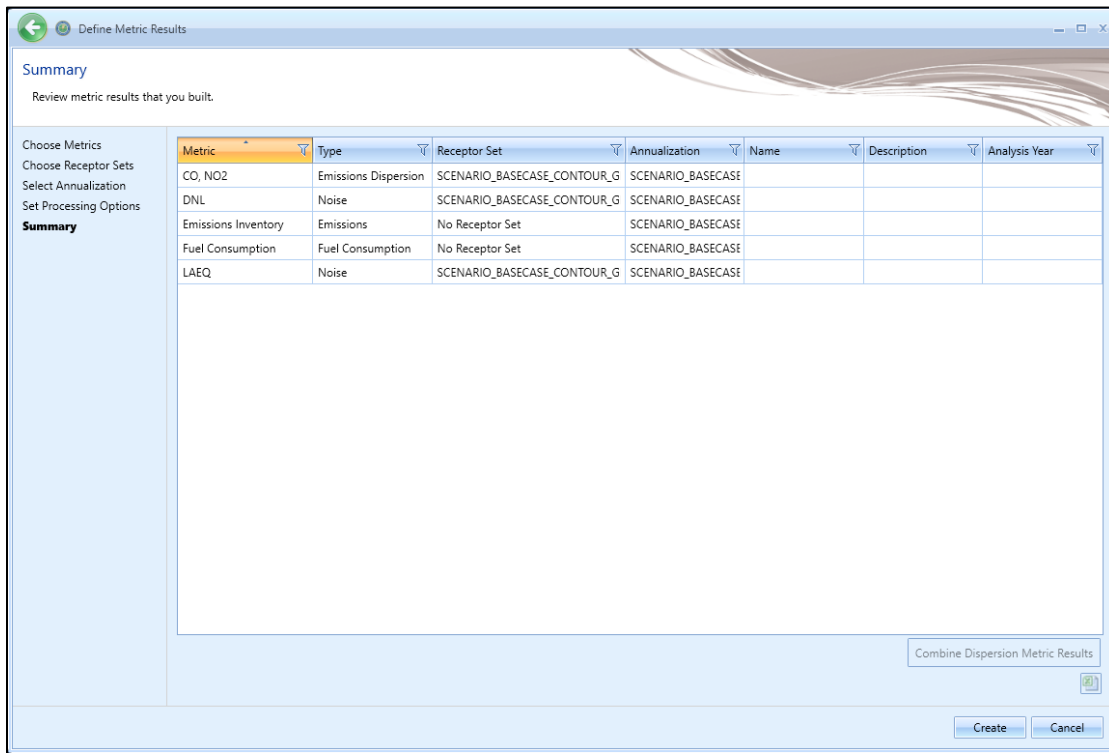 Define Metric Results
Summary
Review metric results that you built.
Choose Metrics
Choose Receptor Sets
Select Annualization
Set Processing Options
Summary
Metric Type Receptor Set Annualization Name Description Analysis Year
CO, NO2 Emissions Dispersion SCENARIO_BASECASE_CONTOUR_G SCENARIO_BASECASE
DNL Noise SCENARIO_BASECASE_CONTOUR_G SCENARIO_BASECASE
Emissions Inventory Emissions No Receptor Set SCENARIO_BASECASE
Fuel Consumption Fuel Consumption No Receptor Set SCENARIO_BASECASE
LAEQ Noise SCENARIO_BASECASE_CONTOUR_G SCENARIO_BASECASE
Combine Dispersion Metric Results
Create Cancel